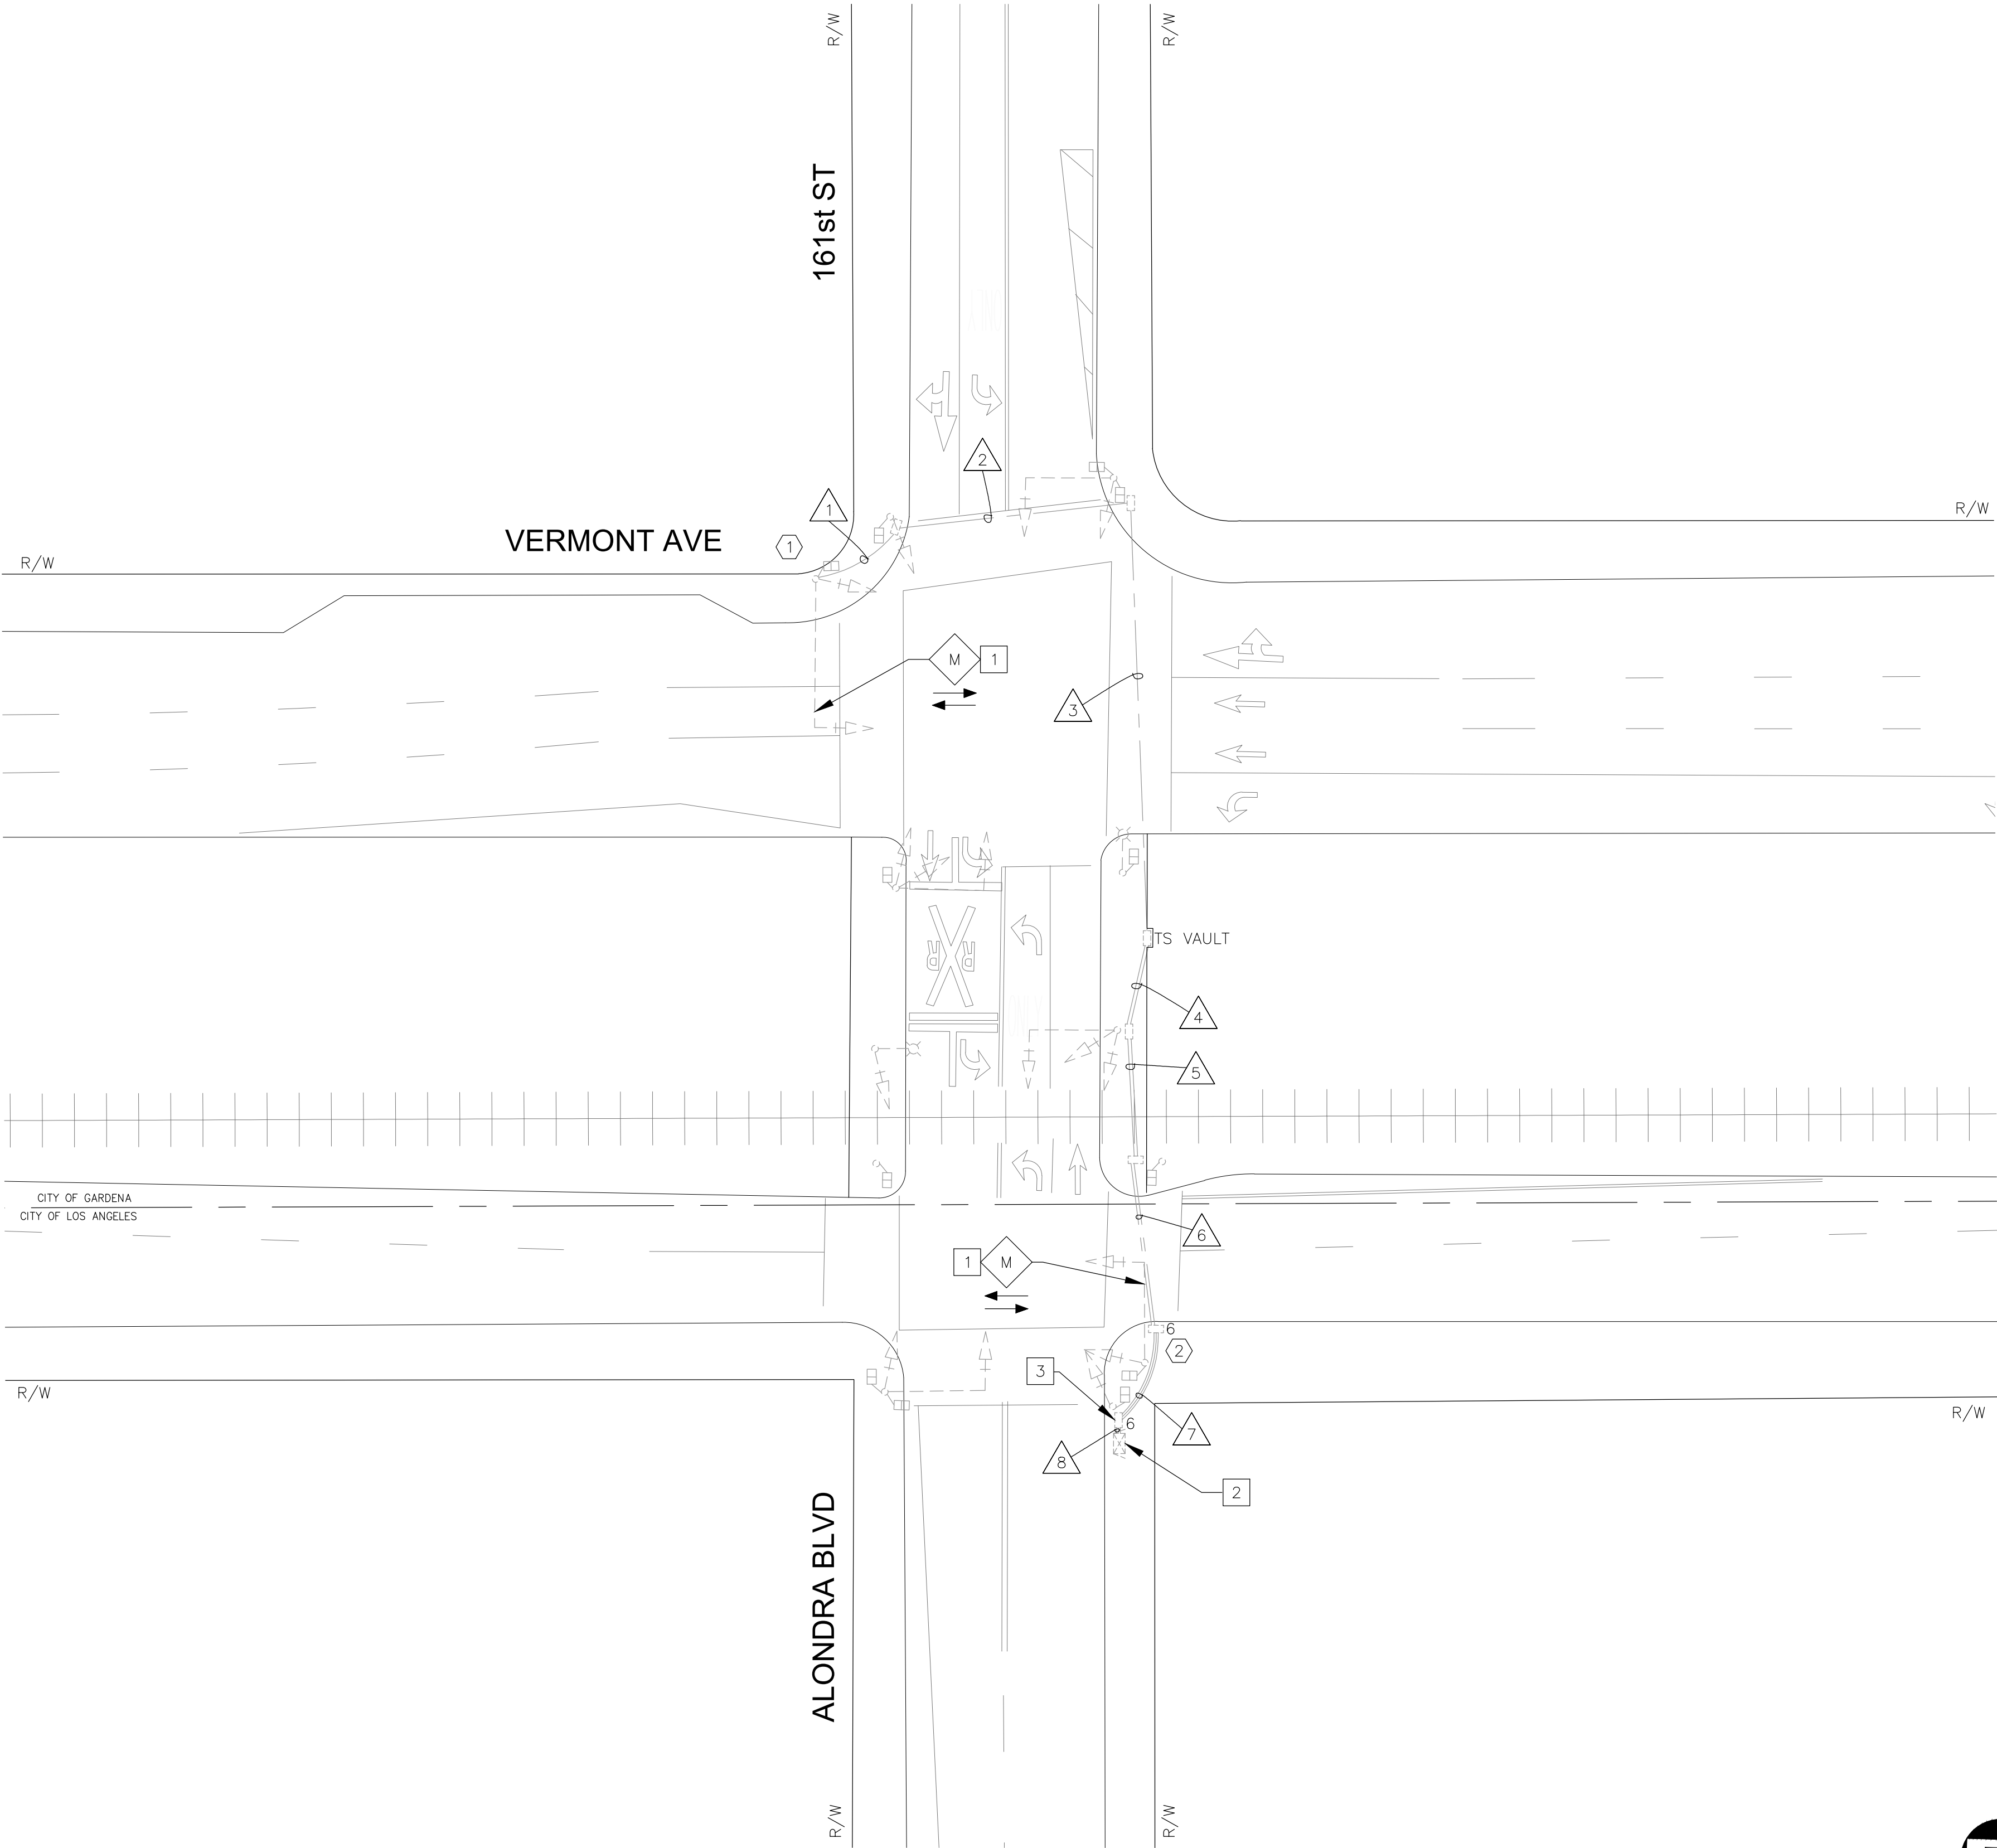 R/W
R/W
161st ST
ONLY
2
1
VERMONT AVE
1
R/W
R/W
M
1
3
TS VAULT
R
R
4
5
CITY OF GARDENA
CITY OF LOS ANGELES
6
1
M
6
2
3
R/W
R/W
6
7
8
2
ALONDRA BLVD
R/W
R/W